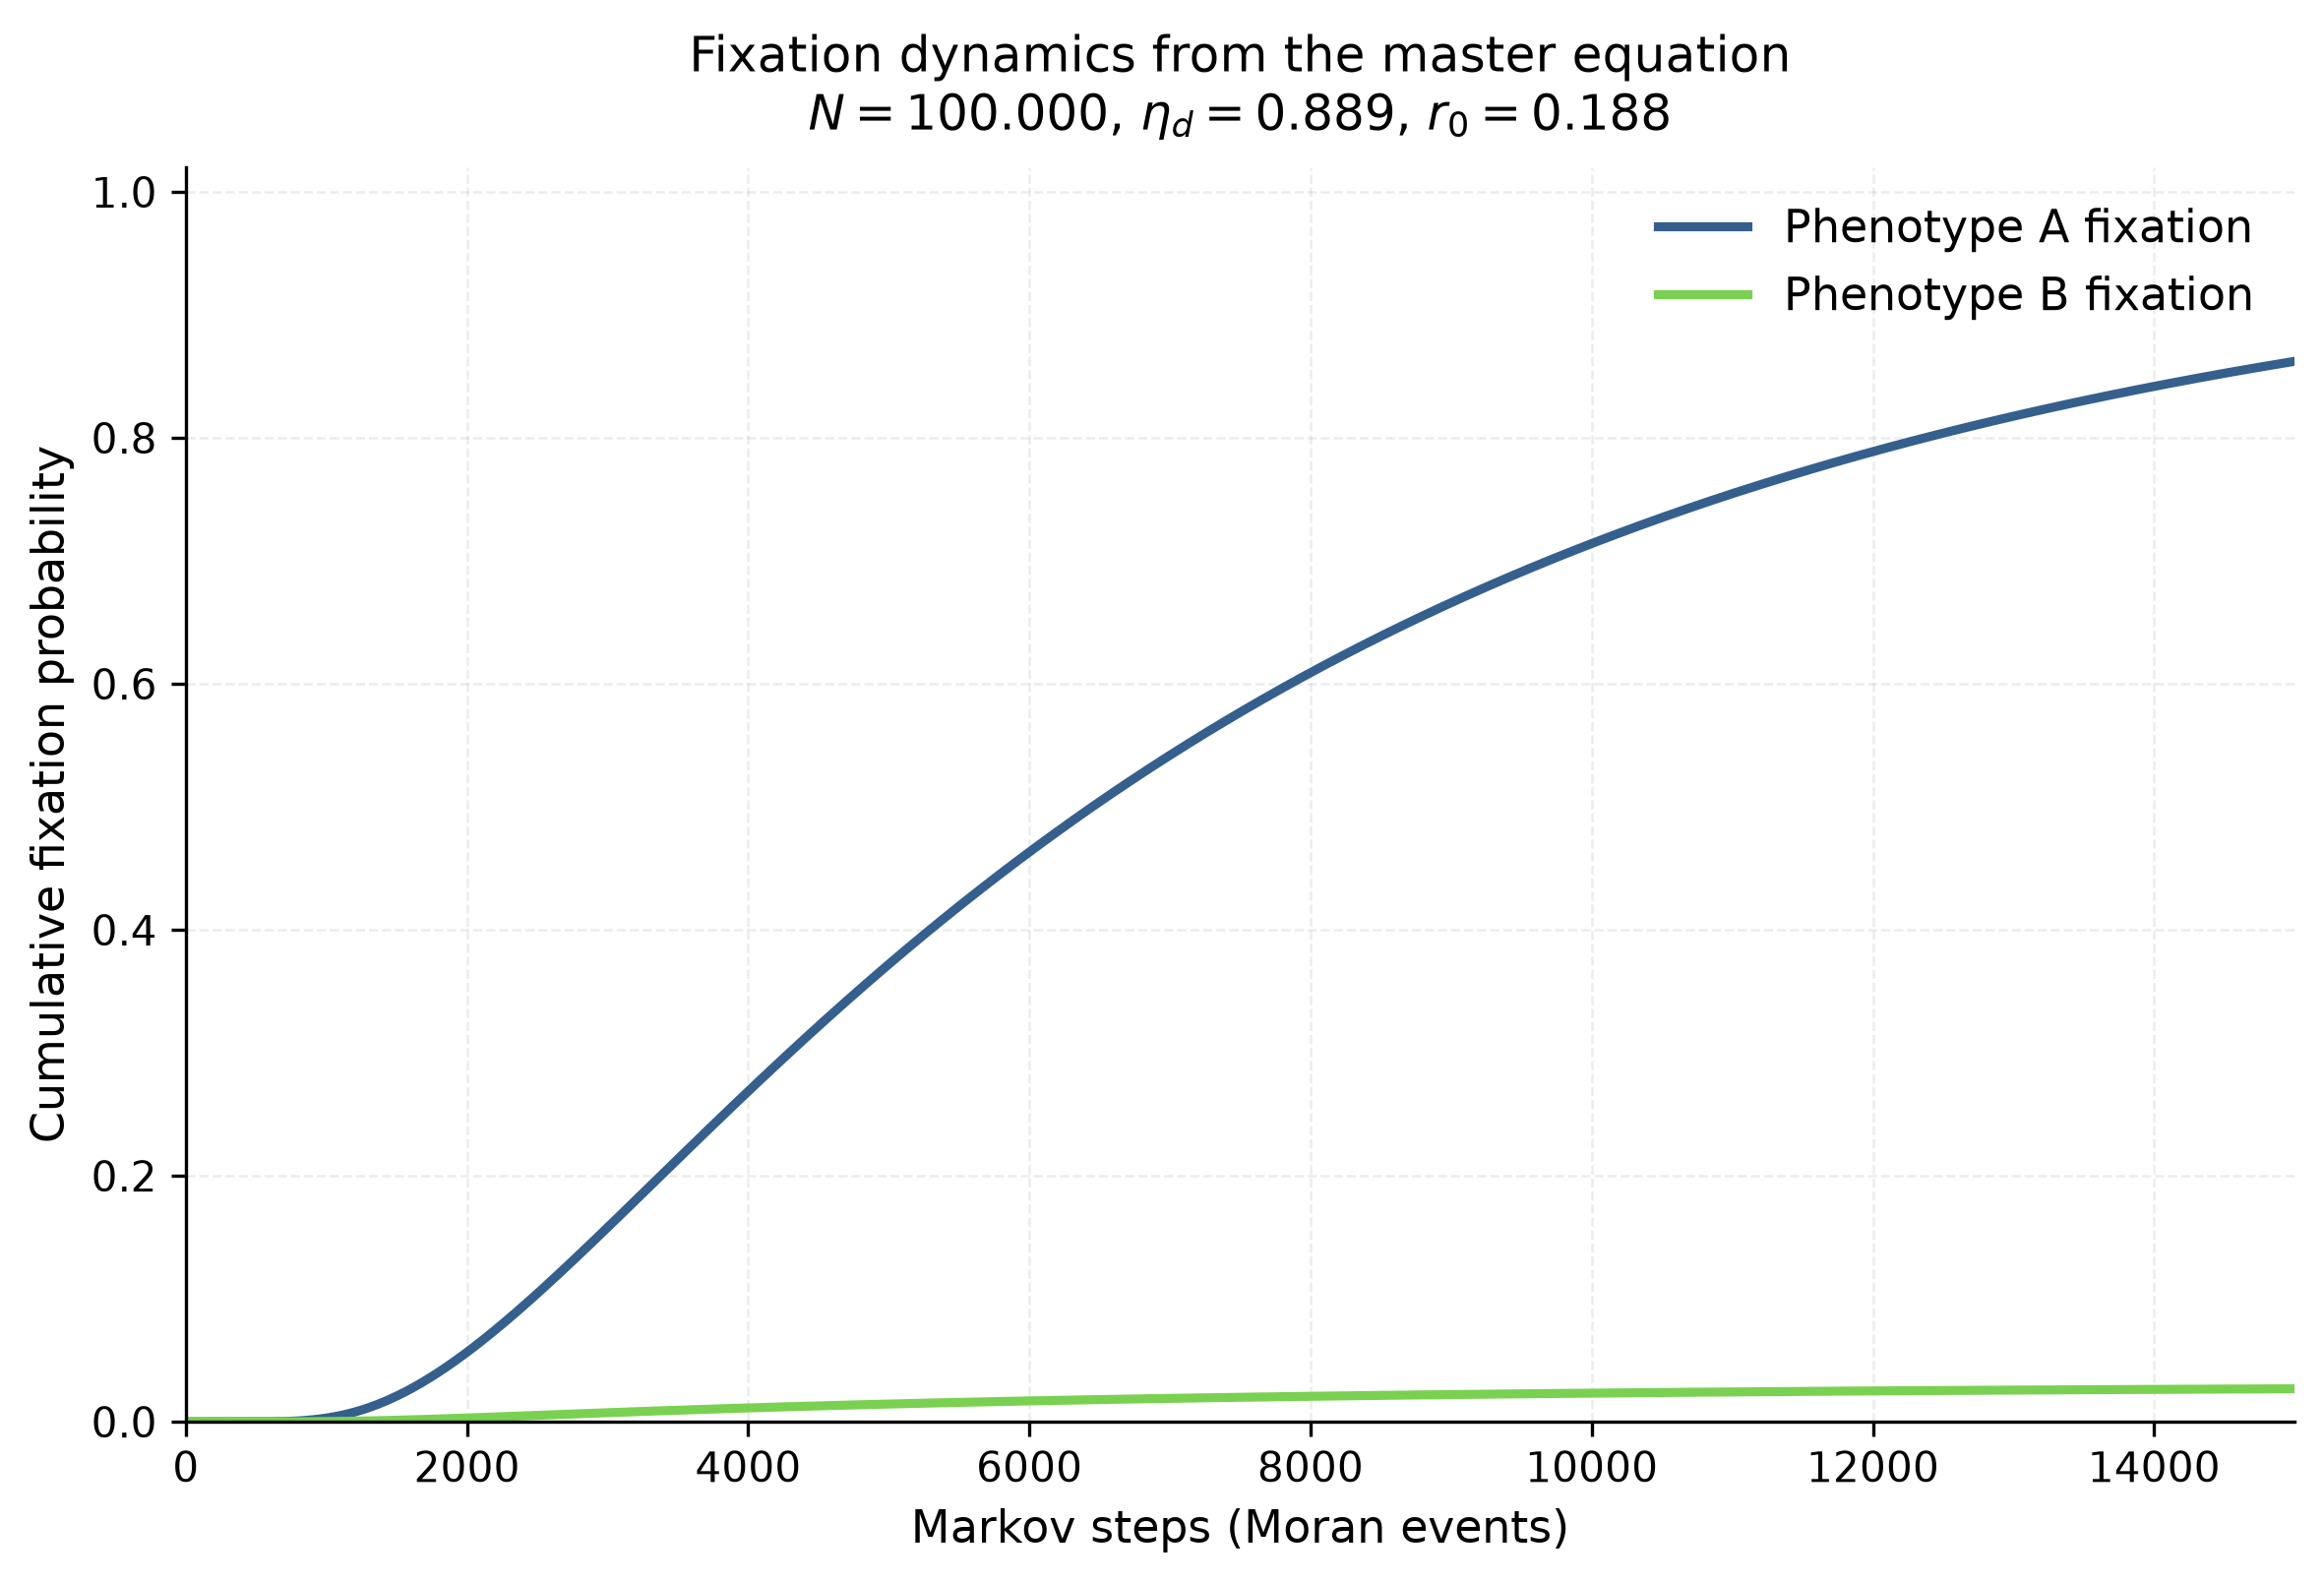 Fixation dynamics from the master equation
N = 100.000, η_d = 0.889, r_0 = 0.188
1.0
0.8
0.6
0.4
0.2
0.0
Cumulative fixation probability
Phenotype A fixation
Phenotype B fixation
0 2000 4000 6000 8000 10000 12000 14000
Markov steps (Moran events)